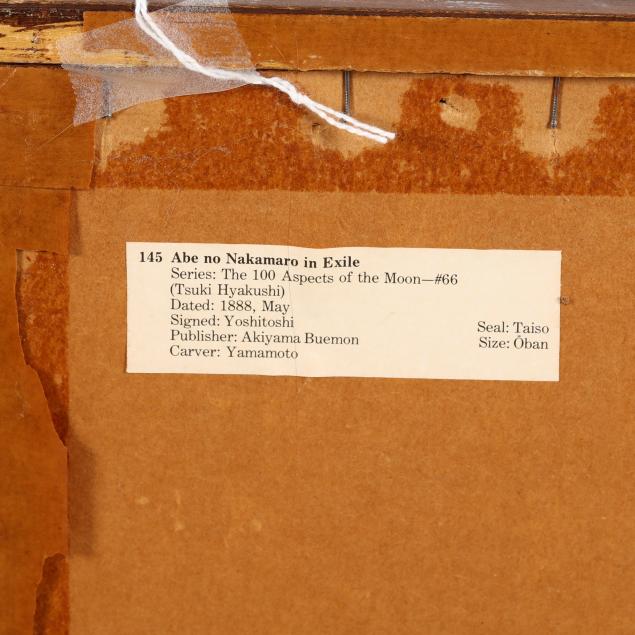 145 Abe no Nakamaro in Exile
Series: The 100 Aspects of the Moon—#66
(Tsuki Hyakushi)
Dated: 1888, May
Signed: Yoshitoshi
Publisher: Akiyama Buemon
Carver: Yamamoto
Seal: Taiso
Size: Ōban